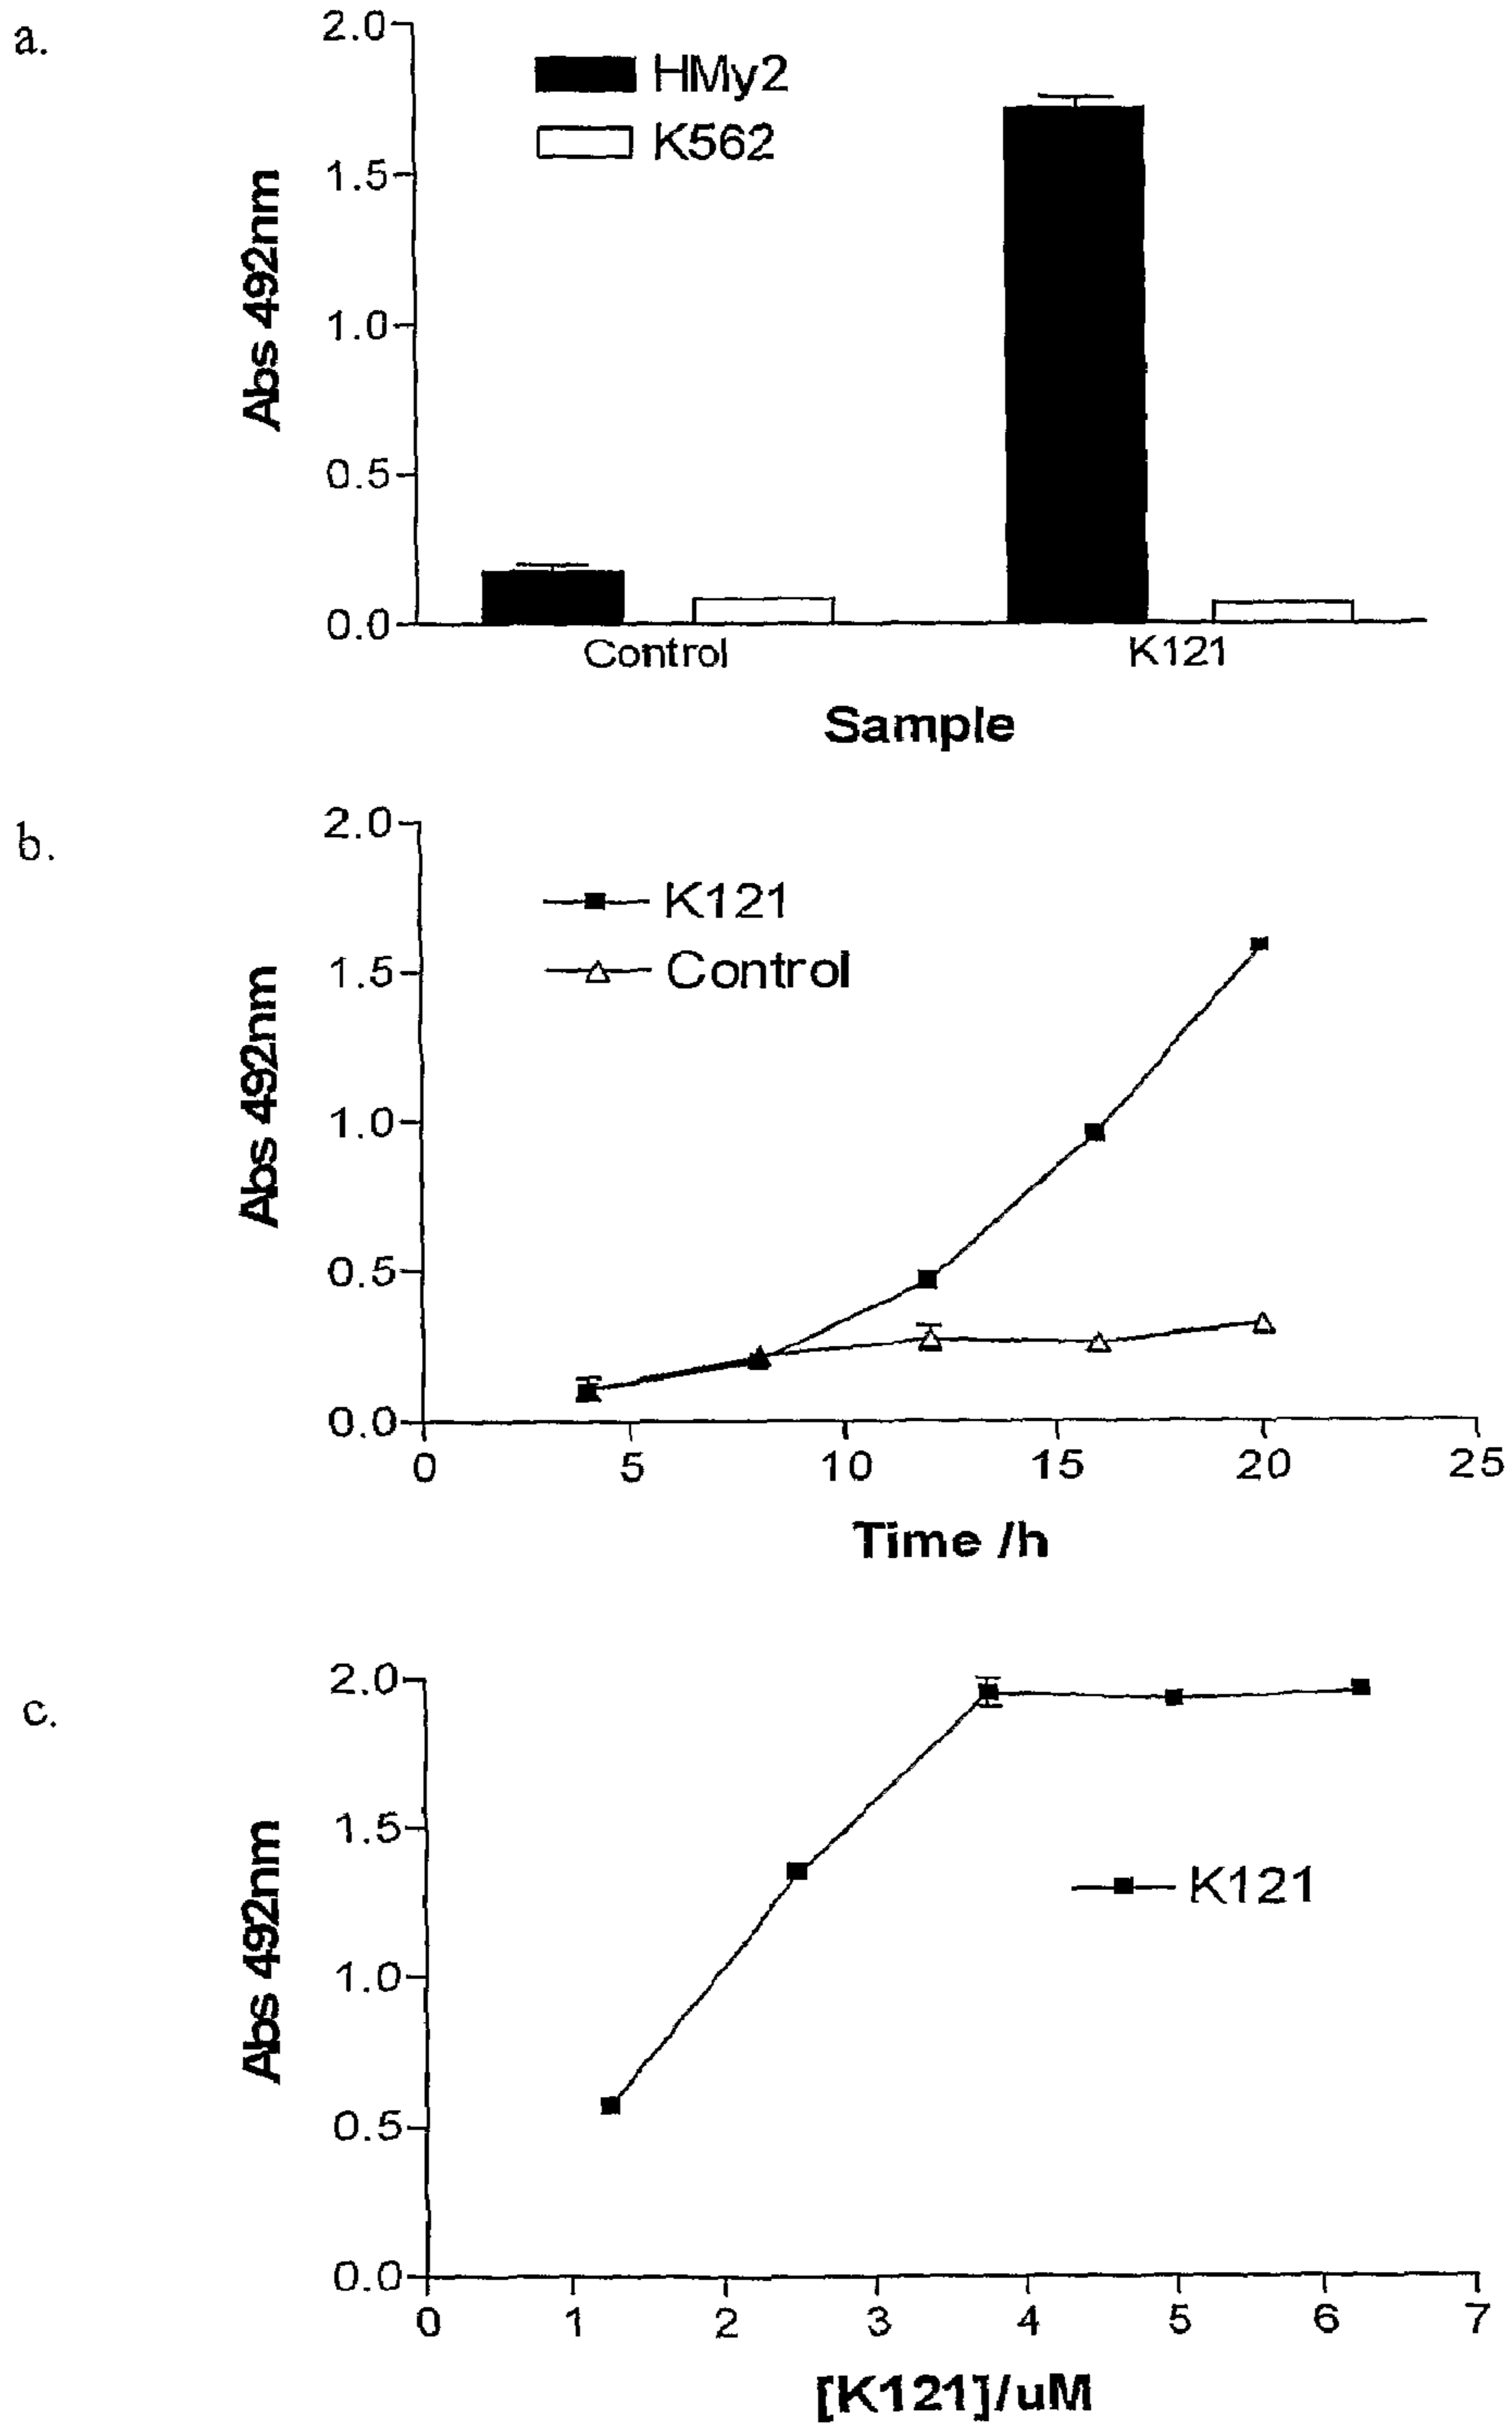 a.
2.0
HMy2
K562
1.5
Abs 492nm
1.0
0.5
0.0
Control K121
Sample
b.
2.0
K121
Control
1.5
Abs 492nm
1.0
0.5
0.0
0 5 10 15 20 25
Time /h
c.
2.0
1.5
K121
Abs 492nm
1.0
0.5
0.0
0 1 2 3 4 5 6 7
[K121]/uM